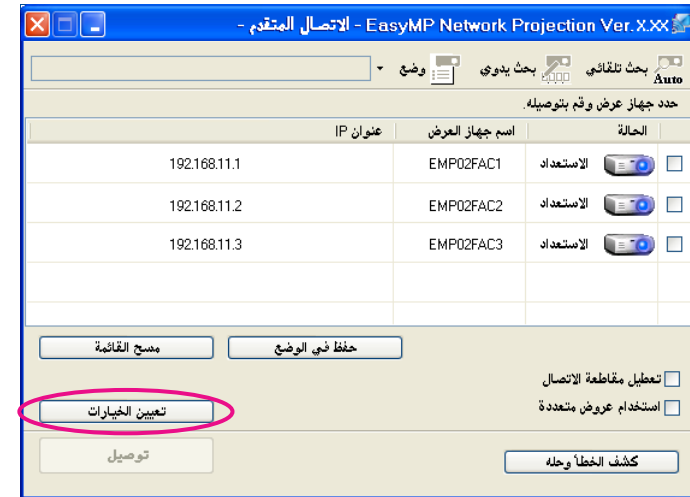 EasyMP Network Projection Ver.X.XX - الاتصال المتقدم -
بحث تلقائي بحث يدوي وضع
Auto
حدد جهاز عرض وقم بتوصيله.
الحالة اسم جهاز العرض عنوان IP
الاستعداد EMP02FAC1 192.168.11.1
الاستعداد EMP02FAC2 192.168.11.2
الاستعداد EMP02FAC3 192.168.11.3
حفظ في الوضع مسح القائمة
تعطيل مقاطعة الاتصال
استخدام عروض متعددة تعيين الخيارات
كشف الخطأ وحله توصيل